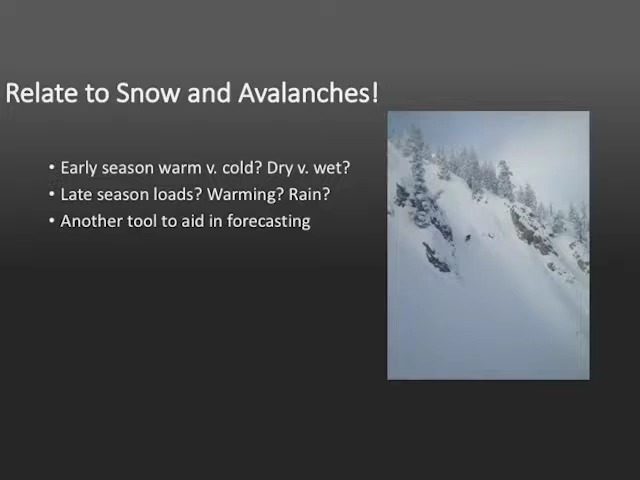 Relate to Snow and Avalanches!
• Early season warm v. cold? Dry v. wet?
• Late season loads? Warming? Rain?
• Another tool to aid in forecasting